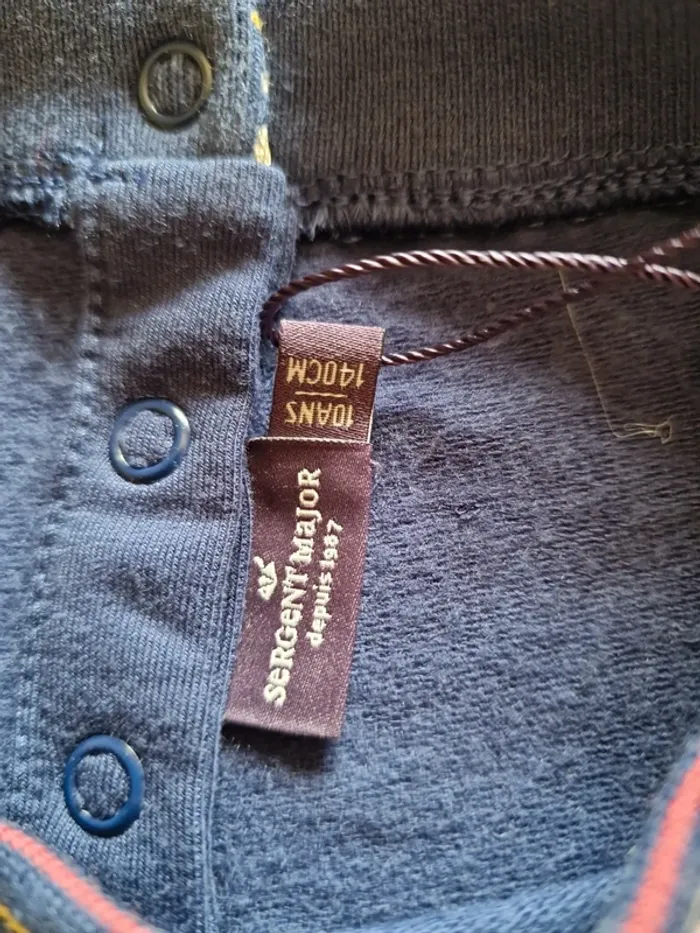 10ANS
140CM
SeRGeNT MajoR
depuis 1987